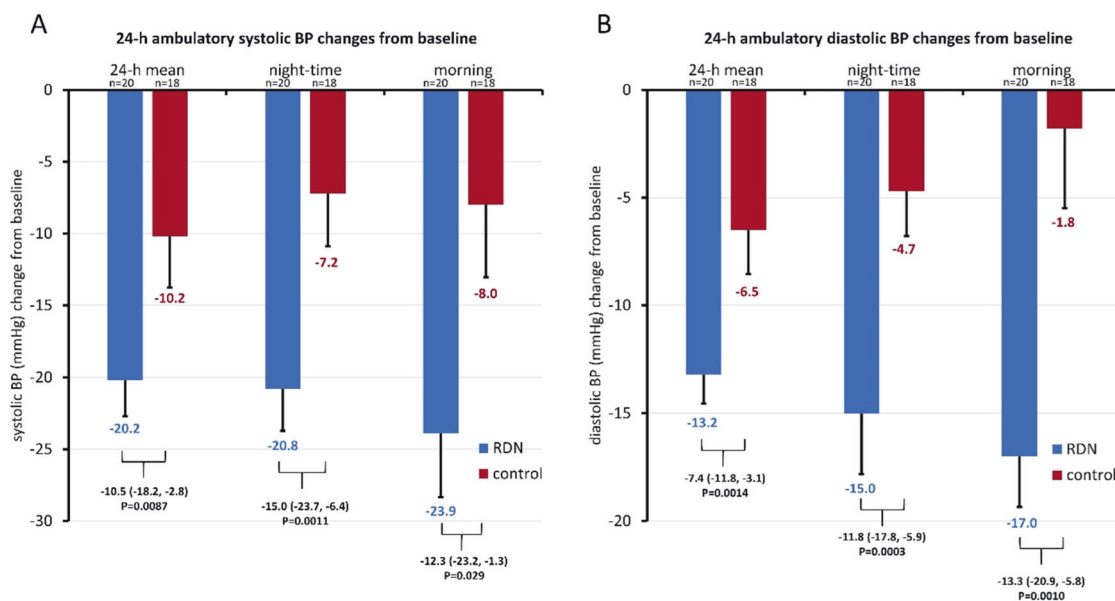 A
24-h ambulatory systolic BP changes from baseline
24-h mean night-time morning
n=20 n=18 n=20 n=18 n=20 n=18
0
-5
-10
-15
-20
-25
-30
systolic BP (mmHg) change from baseline
-10.2
-7.2
-8.0
-20.2
-20.8
-23.9
RDN
control
-10.5 (-18.2, -2.8)
P=0.0087
-15.0 (-23.7, -6.4)
P=0.0011
-12.3 (-23.2, -1.3)
P=0.029
B
24-h ambulatory diastolic BP changes from baseline
24-h mean night-time morning
n=20 n=18 n=20 n=18 n=20 n=18
0
-5
-10
-15
-20
diastolic BP (mmHg) change from baseline
-6.5
-4.7
-1.8
-13.2
-15.0
-17.0
RDN
control
-7.4 (-11.8, -3.1)
P=0.0014
-11.8 (-17.8, -5.9)
P=0.0003
-13.3 (-20.9, -5.8)
P=0.0010